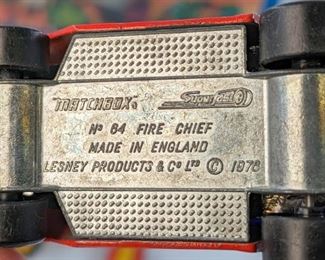 MATCHBOX Superfast
No 64 FIRE CHIEF
MADE IN ENGLAND
LESNEY PRODUCTS & Co LTD © 1976